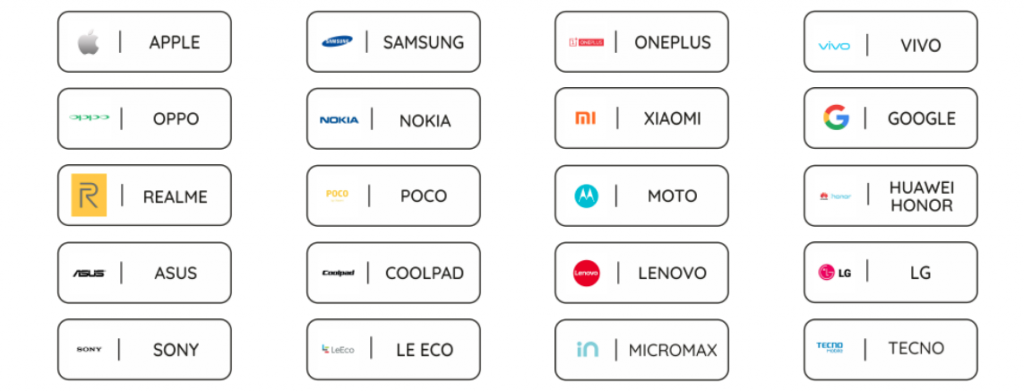 APPLE
SAMSUNG SAMSUNG
ONEPLUS ONEPLUS
vivo VIVO
oppo OPPO
NOKIA NOKIA
mi XIAOMI
G GOOGLE
R REALME
POCO POCO
MOTO
honor HUAWEI
HONOR
ASUS ASUS
Coolpad COOLPAD
Lenovo LENOVO
LG LG
SONY SONY
LeEco LE ECO
in MICROMAX
TECNO
mobile TECNO